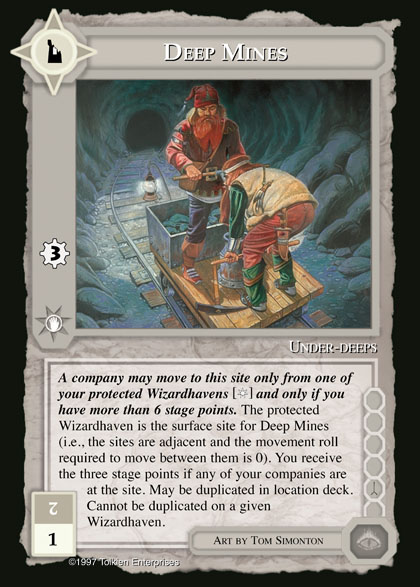 DEEP MINES
3
UNDER-DEEPS
A company may move to this site only from one of
your protected Wizardhavens [☼] and only if you
have more than 6 stage points. The protected
Wizardhaven is the surface site for Deep Mines
(i.e., the sites are adjacent and the movement roll
required to move between them is 0). You receive
the three stage points if any of your companies are
at the site. May be duplicated in location deck.
Cannot be duplicated on a given
Wizardhaven.
2
1
ART BY TOM SIMONTON
©1997 Tolkien Enterprises